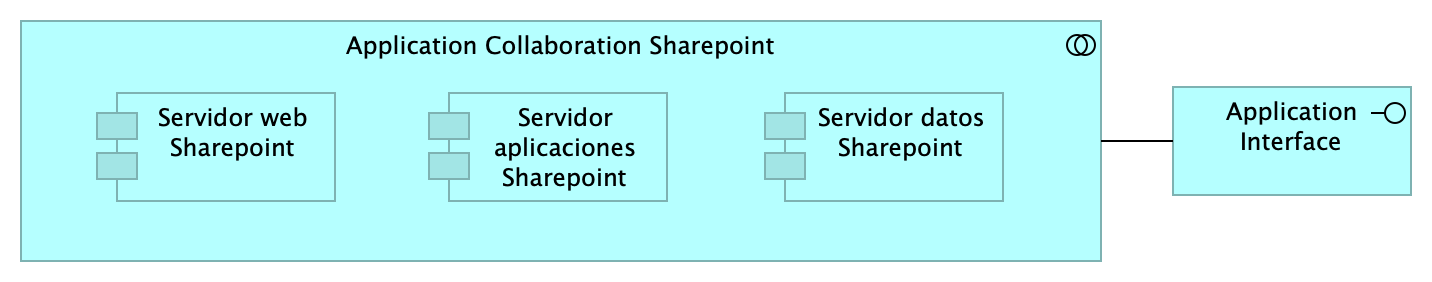 Application Collaboration Sharepoint
Servidor web
Sharepoint
Servidor
aplicaciones
Sharepoint
Servidor datos
Sharepoint
Application
Interface